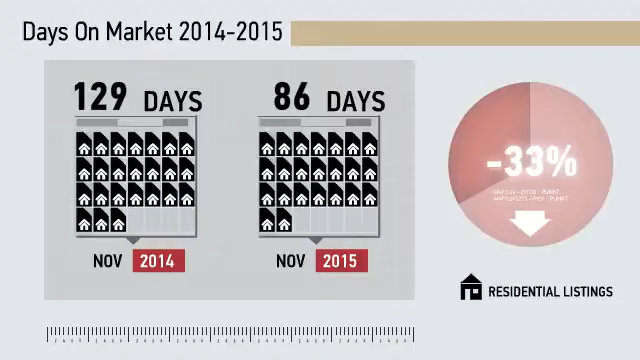 Days On Market 2014-2015
129 DAYS
86 DAYS
-33%
NOV 2014
NOV 2015
RESIDENTIAL LISTINGS